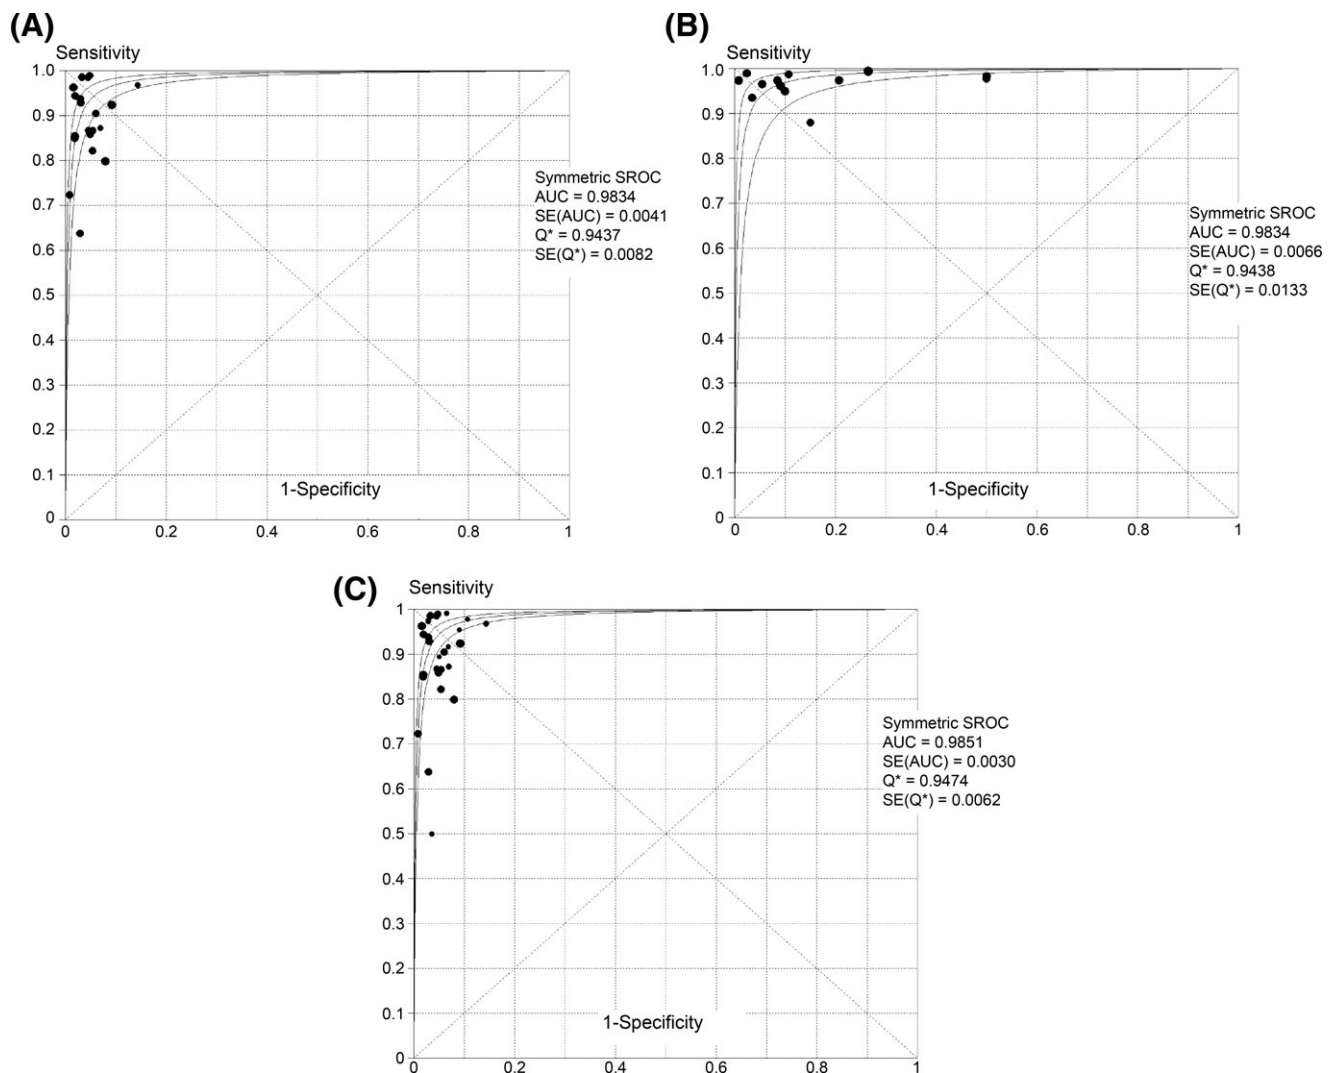 (A)
Sensitivity
1.0
0.9
0.8
0.7
0.6
0.5
0.4
0.3
0.2
0.1
0
0 0.2 0.4 0.6 0.8 1
1-Specificity
Symmetric SROC
AUC = 0.9834
SE(AUC) = 0.0041
Q* = 0.9437
SE(Q*) = 0.0082
(B)
Sensitivity
1.0
0.9
0.8
0.7
0.6
0.5
0.4
0.3
0.2
0.1
0
0 0.2 0.4 0.6 0.8 1
1-Specificity
Symmetric SROC
AUC = 0.9834
SE(AUC) = 0.0066
Q* = 0.9438
SE(Q*) = 0.0133
(C)
Sensitivity
1
0.9
0.8
0.7
0.6
0.5
0.4
0.3
0.2
0.1
0
0 0.2 0.4 0.6 0.8 1
1-Specificity
Symmetric SROC
AUC = 0.9851
SE(AUC) = 0.0030
Q* = 0.9474
SE(Q*) = 0.0062